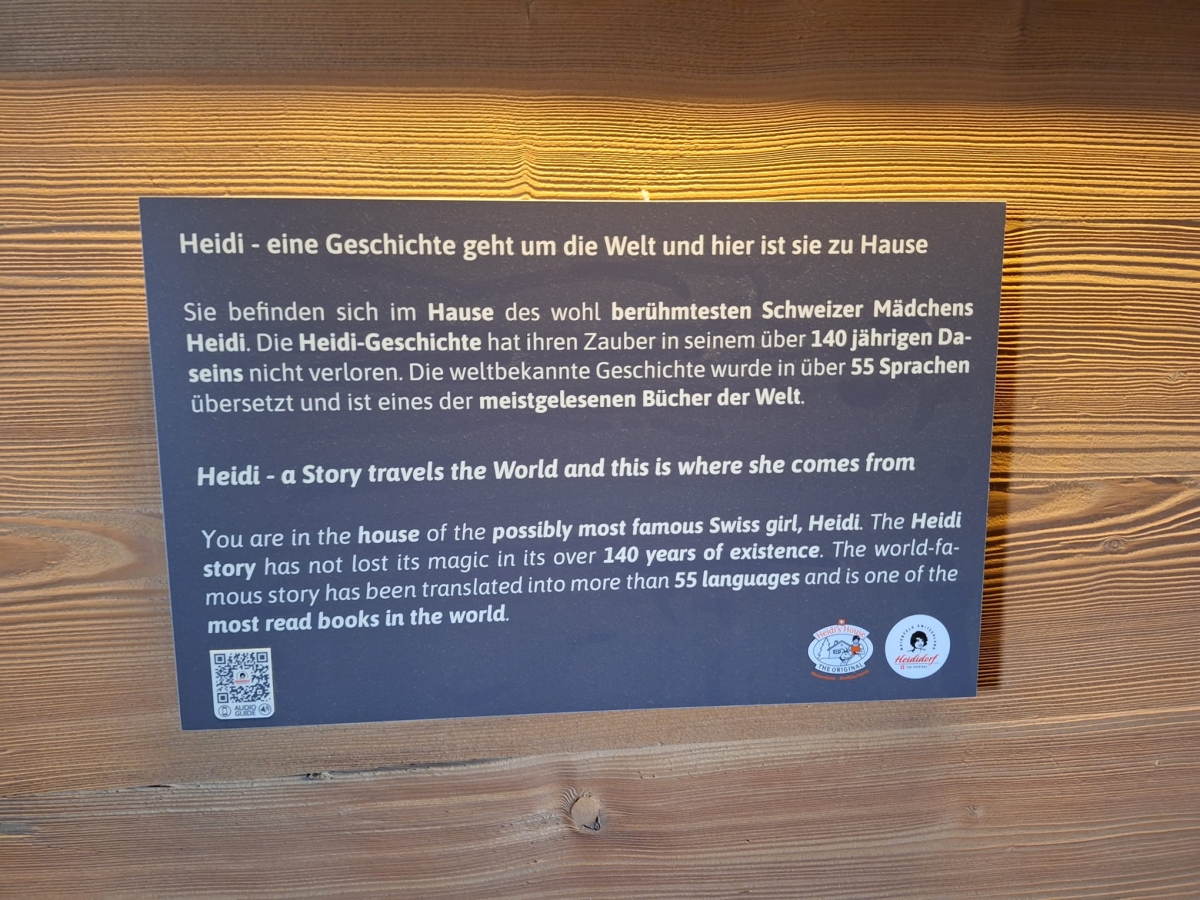 Heidi - eine Geschichte geht um die Welt und hier ist sie zu Hause
Sie befinden sich im Hause des wohl berühmtesten Schweizer Mädchens
Heidi. Die Heidi-Geschichte hat ihren Zauber in seinem über 140 jährigen Da-
seins nicht verloren. Die weltbekannte Geschichte wurde in über 55 Sprachen
übersetzt und ist eines der meistgelesenen Bücher der Welt.
Heidi - a Story travels the World and this is where she comes from
You are in the house of the possibly most famous Swiss girl, Heidi. The Heidi
story has not lost its magic in its over 140 years of existence. The world-fa-
mous story has been translated into more than 55 languages and is one of the
most read books in the world.
Heidi's House
THE ORIGINAL
Heididorf
AUDIO
GUIDE